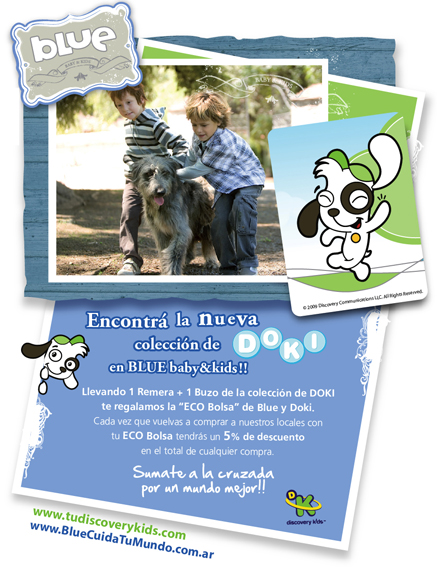 blue
BABY & KIDS
BABY & KIDS
© 2009 Discovery Communications LLC. All Rights Reserved.
Encontrá la nueva
colección de DOKI
en BLUE baby&kids!!
Llevando 1 Remera + 1 Buzo de la colección de DOKI
te regalamos la "ECO Bolsa" de Blue y Doki.
Cada vez que vuelvas a comprar a nuestros locales con
tu ECO Bolsa tendrás un 5% de descuento
en el total de cualquier compra.
Sumate a la cruzada
por un mundo mejor!!
DK
discovery kids™
www.tudiscoverykids.com
www.BlueCuidaTuMundo.com.ar